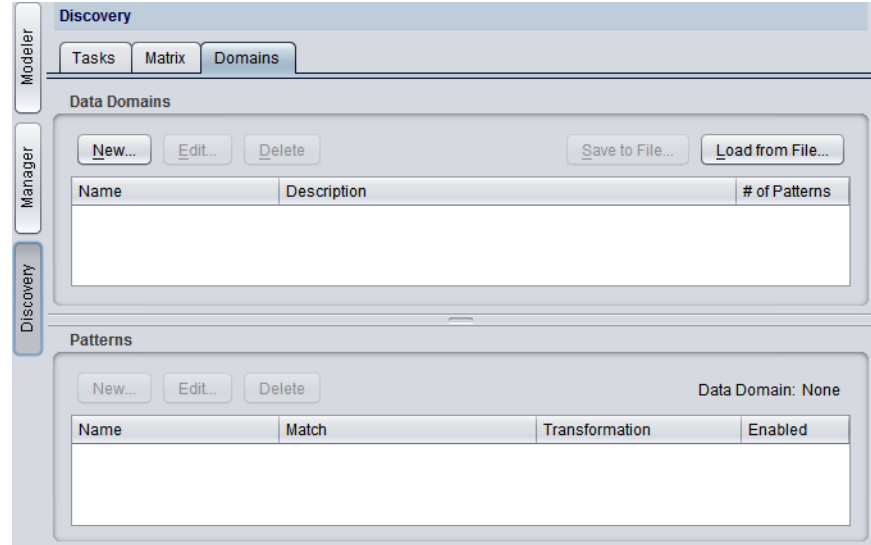 Modeler
Manager
Discovery
Discovery
Tasks Matrix Domains
Data Domains
New... Edit... Delete Save to File... Load from File...
Name Description # of Patterns
Patterns
New... Edit... Delete Data Domain: None
Name Match Transformation Enabled